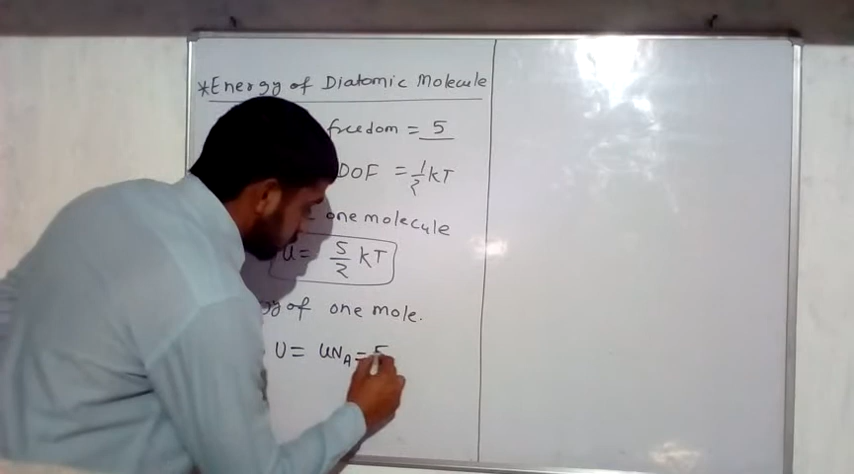 *Energy of Diatomic Molecule
freedom = 5
DOF = 1/2 kT
one molecule
U = 5/2 kT
of one mole.
U = UN_A = 5